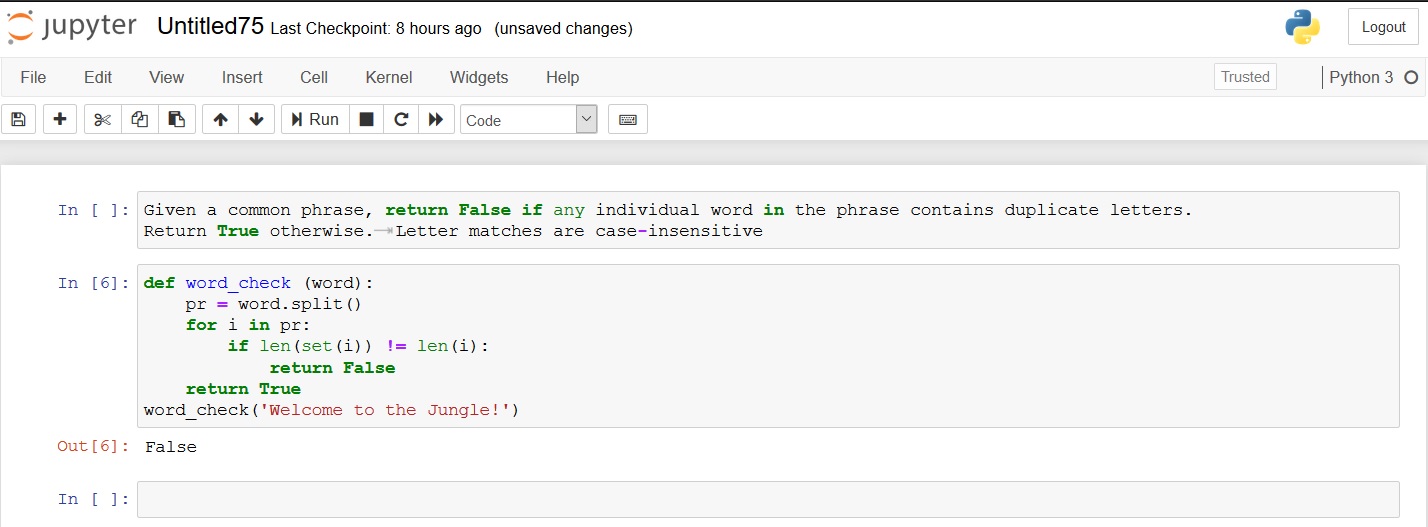 jupyter Untitled75 Last Checkpoint: 8 hours ago (unsaved changes) Logout
File Edit View Insert Cell Kernel Widgets Help Trusted Python 3
Run Code
In [ ]: Given a common phrase, return False if any individual word in the phrase contains duplicate letters.
Return True otherwise. Letter matches are case-insensitive
In [6]: def word_check (word):
    pr = word.split()
    for i in pr:
        if len(set(i)) != len(i):
            return False
    return True
word_check('Welcome to the Jungle!')
Out[6]: False
In [ ]: